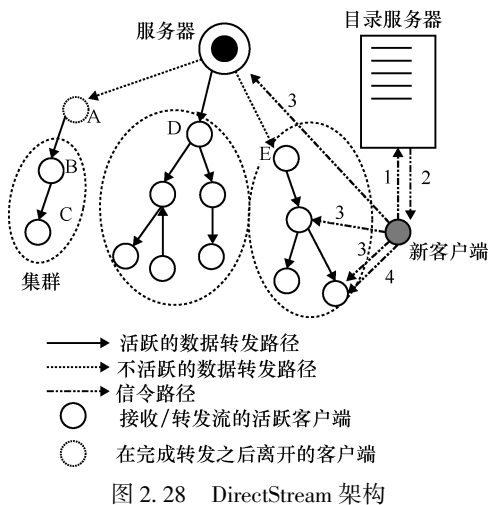 服务器
目录服务器
3
A
D
E
B
1
2
C
3
3
4
新客户端
集群
活跃的数据转发路径
不活跃的数据转发路径
信令路径
接收/转发流的活跃客户端
在完成转发之后离开的客户端
图 2. 28 DirectStream 架构